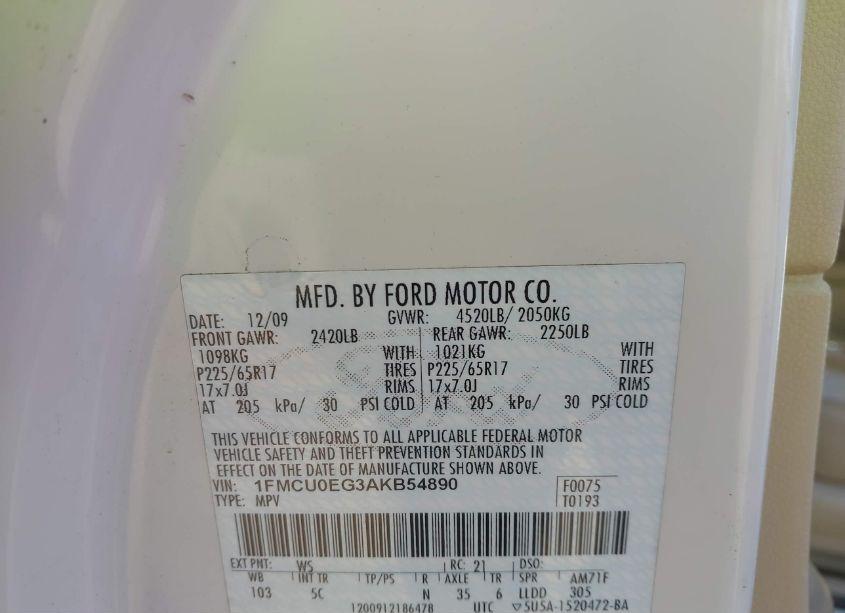 MFD. BY FORD MOTOR CO.
DATE: 12/09 GVWR: 4520LB/ 2050KG
FRONT GAWR: 2420LB REAR GAWR: 2250LB
1098KG WITH 1021KG WITH
P225/65R17 TIRES P225/65R17 TIRES
17x7.0J RIMS 17x7.0J RIMS
AT 205 kPa/ 30 PSI COLD AT 205 kPa/ 30 PSI COLD
THIS VEHICLE CONFORMS TO ALL APPLICABLE FEDERAL MOTOR
VEHICLE SAFETY AND THEFT PREVENTION STANDARDS IN
EFFECT ON THE DATE OF MANUFACTURE SHOWN ABOVE.
VIN: 1FMCU0EG3AKB54890 F0075
TYPE: MPV T0193
EXT PNT: WS RC: 21 DSO:
WB INT TR TP/PS R AXLE TR SPR AM71F
103 5C N 35 6 LLDD 305
1200912186478 UTC ▽5U5A-1520472-BA